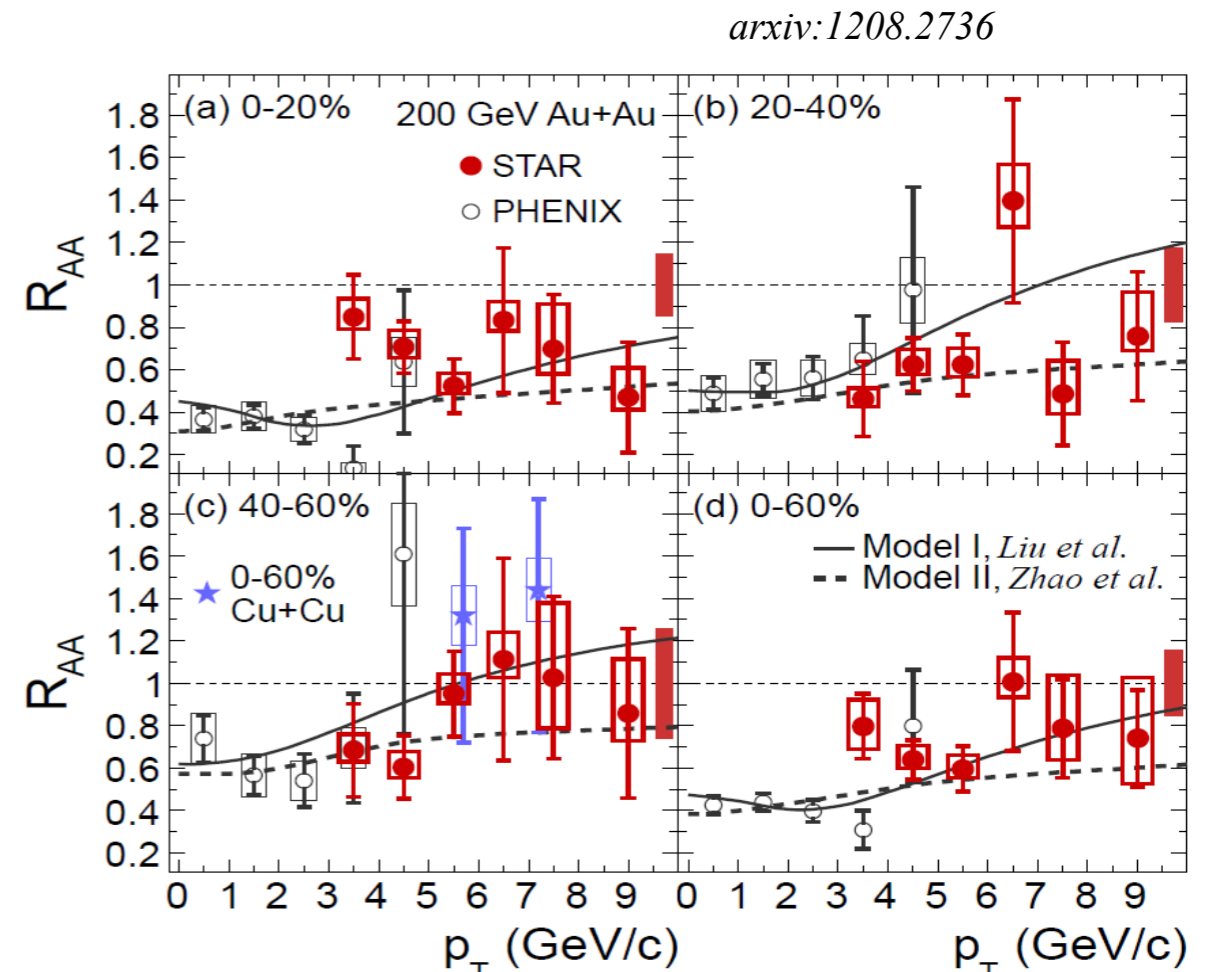 arxiv:1208.2736
(a) 0-20%
200 GeV Au+Au
STAR
PHENIX
(b) 20-40%
1.8
1.6
1.4
1.2
1
0.8
0.6
0.4
0.2
R_AA
(c) 40-60%
0-60%
Cu+Cu
(d) 0-60%
Model I, Liu et al.
Model II, Zhao et al.
1.8
1.6
1.4
1.2
1
0.8
0.6
0.4
0.2
R_AA
0 1 2 3 4 5 6 7 8 9
0 1 2 3 4 5 6 7 8 9
p_T (GeV/c)
p_T (GeV/c)